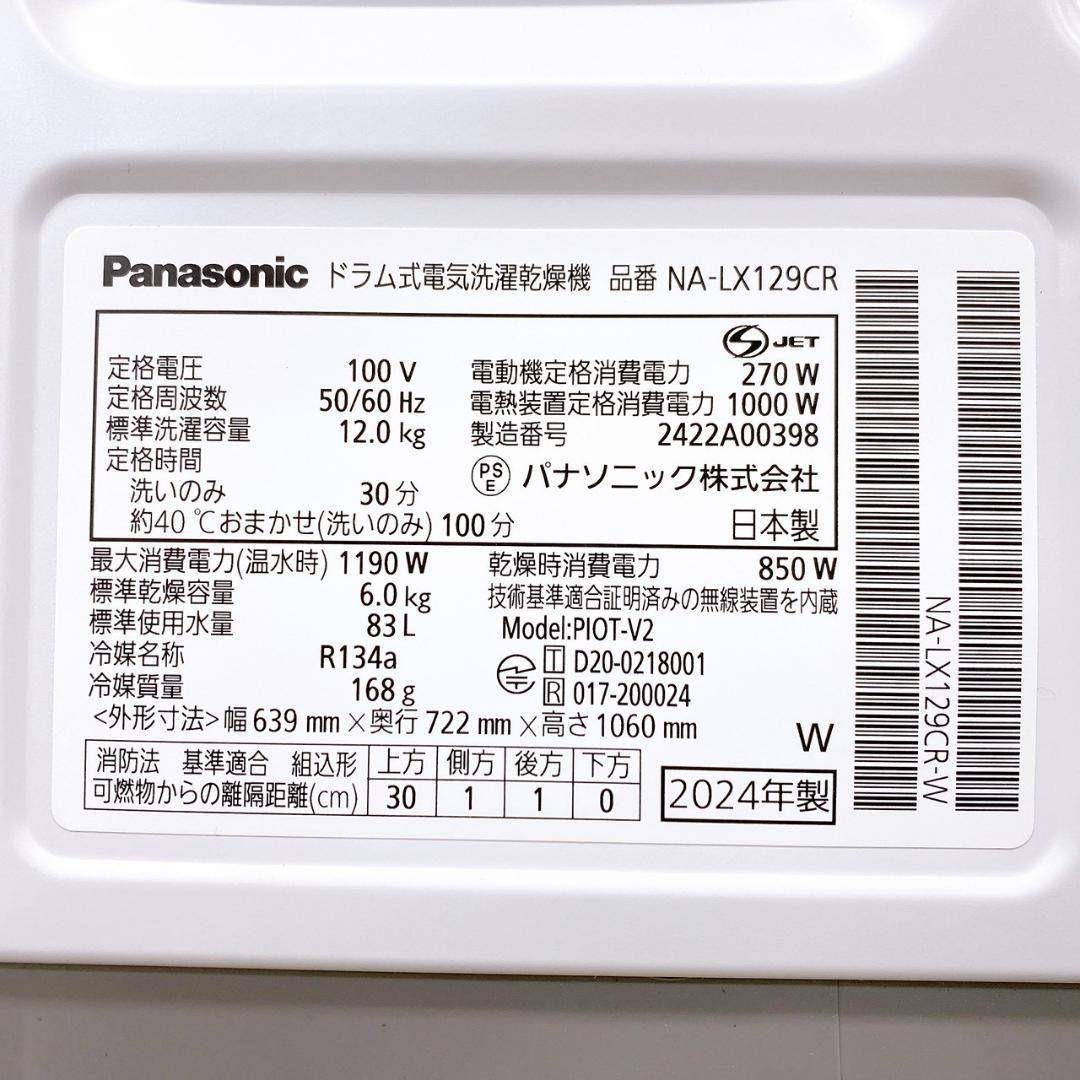 Panasonic ドラム式電気洗濯乾燥機 品番 NA-LX129CR
S JET
定格電圧 100 V
定格周波数 50/60 Hz
標準洗濯容量 12.0 kg
定格時間
洗いのみ 30 分
約40 ℃おまかせ(洗いのみ) 100 分
電動機定格消費電力 270 W
電熱装置定格消費電力 1000 W
製造番号 2422A00398
PSE パナソニック株式会社
日本製
最大消費電力(温水時) 1190 W
標準乾燥容量 6.0 kg
標準使用水量 83 L
冷媒名称 R134a
冷媒質量 168 g
乾燥時消費電力 850 W
技術基準適合証明済みの無線装置を内蔵
Model:PIOT-V2
T D20-0218001
R 017-200024
<外形寸法>幅 639 mm×奥行 722 mm×高さ 1060 mm
W
消防法 基準適合 組込形 上方 側方 後方 下方
可燃物からの離隔距離(cm) 30 1 1 0
2024年製
NA-LX129CR-W